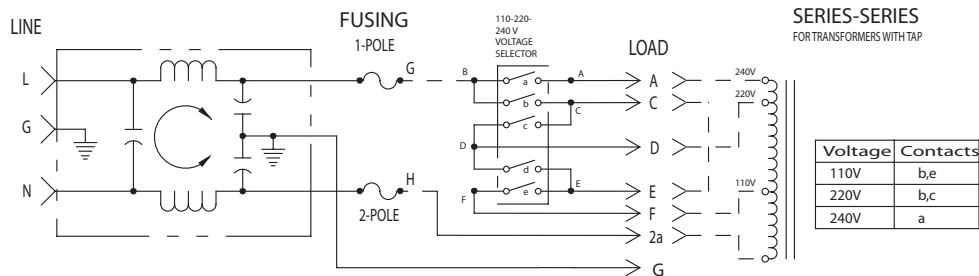 LINE
FUSING
1-POLE
110-220-
240 V
VOLTAGE
SELECTOR
LOAD
SERIES-SERIES
FOR TRANSFORMERS WITH TAP
L
G
B
a
A
A
240V
b
C
C
220V
G
c
D
D
d
N
H
E
E
110V
e
F
F
2-POLE
2a
G
Voltage Contacts
110V b,e
220V b,c
240V a